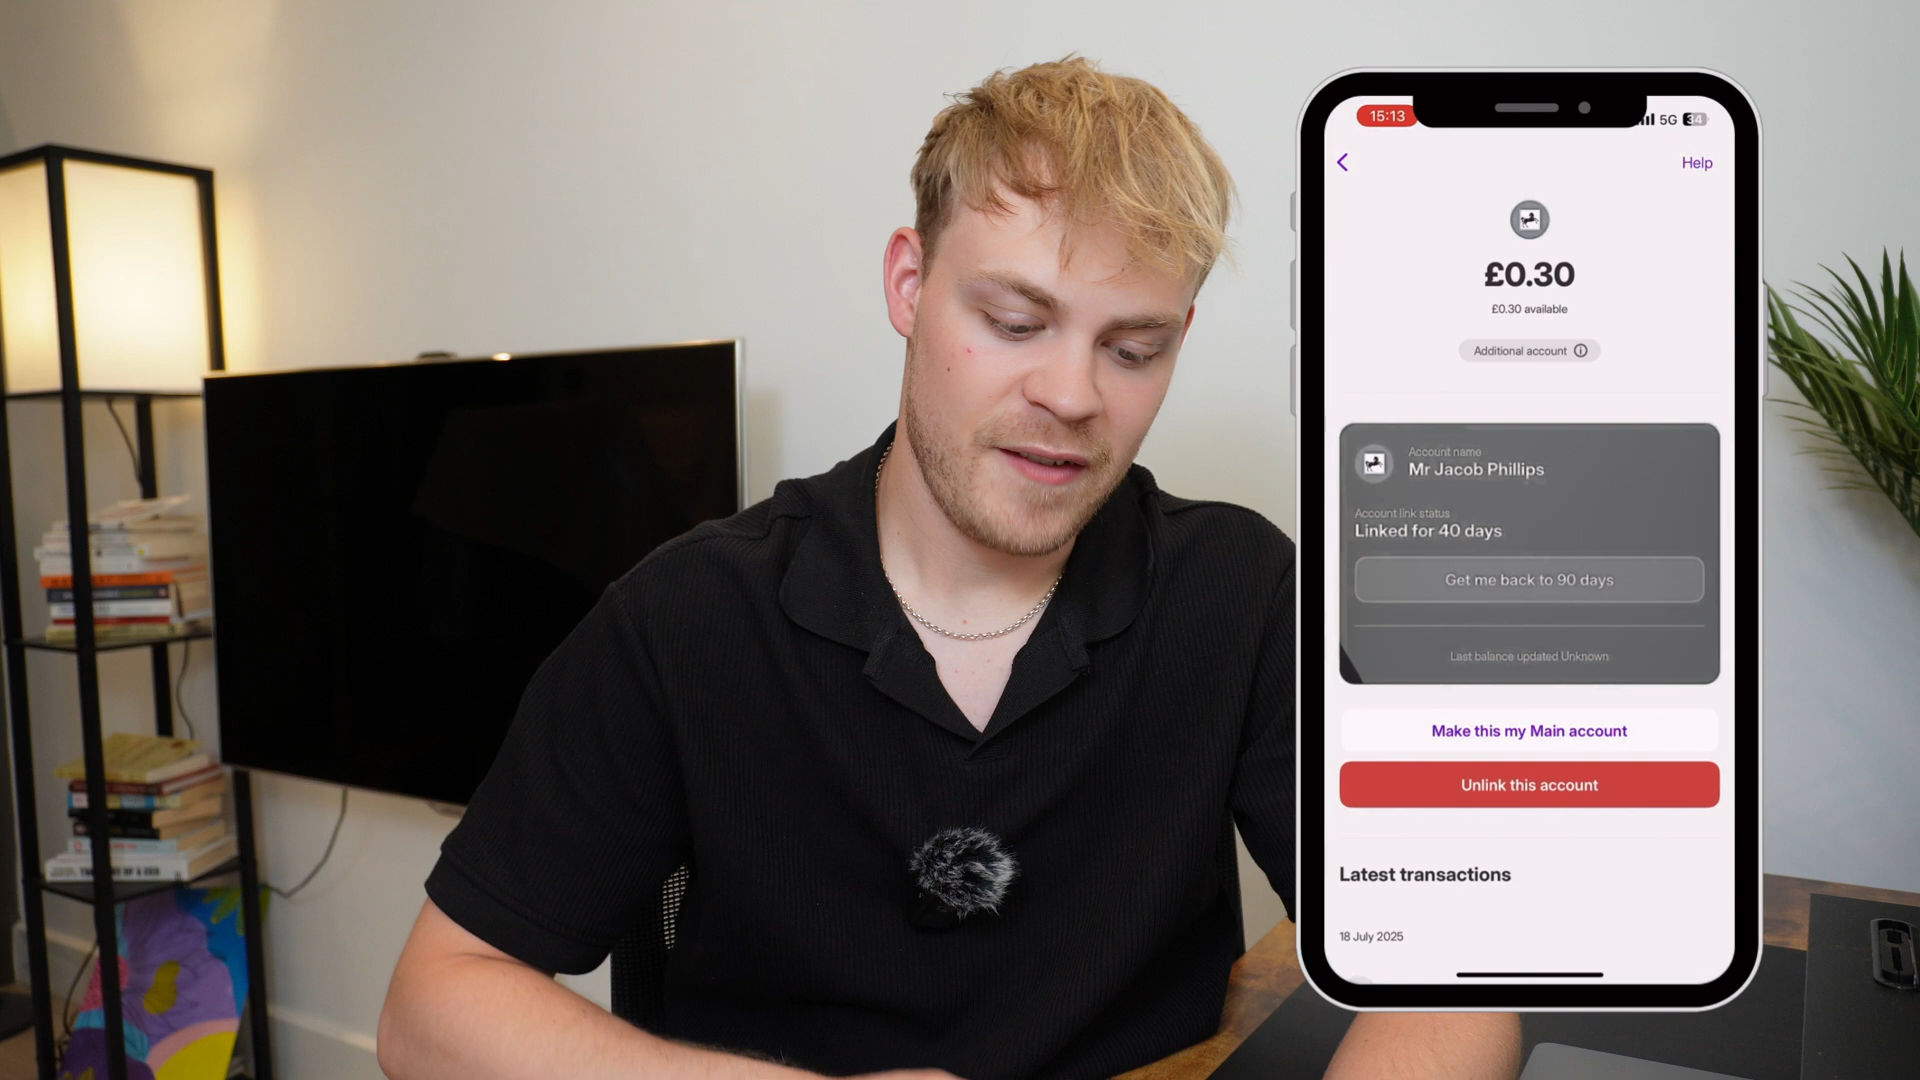 15:13
5G 34
Help
£0.30
£0.30 available
Additional account
Account name
Mr Jacob Phillips
Account link status
Linked for 40 days
Get me back to 90 days
Last balance updated Unknown
Make this my Main account
Unlink this account
Latest transactions
18 July 2025